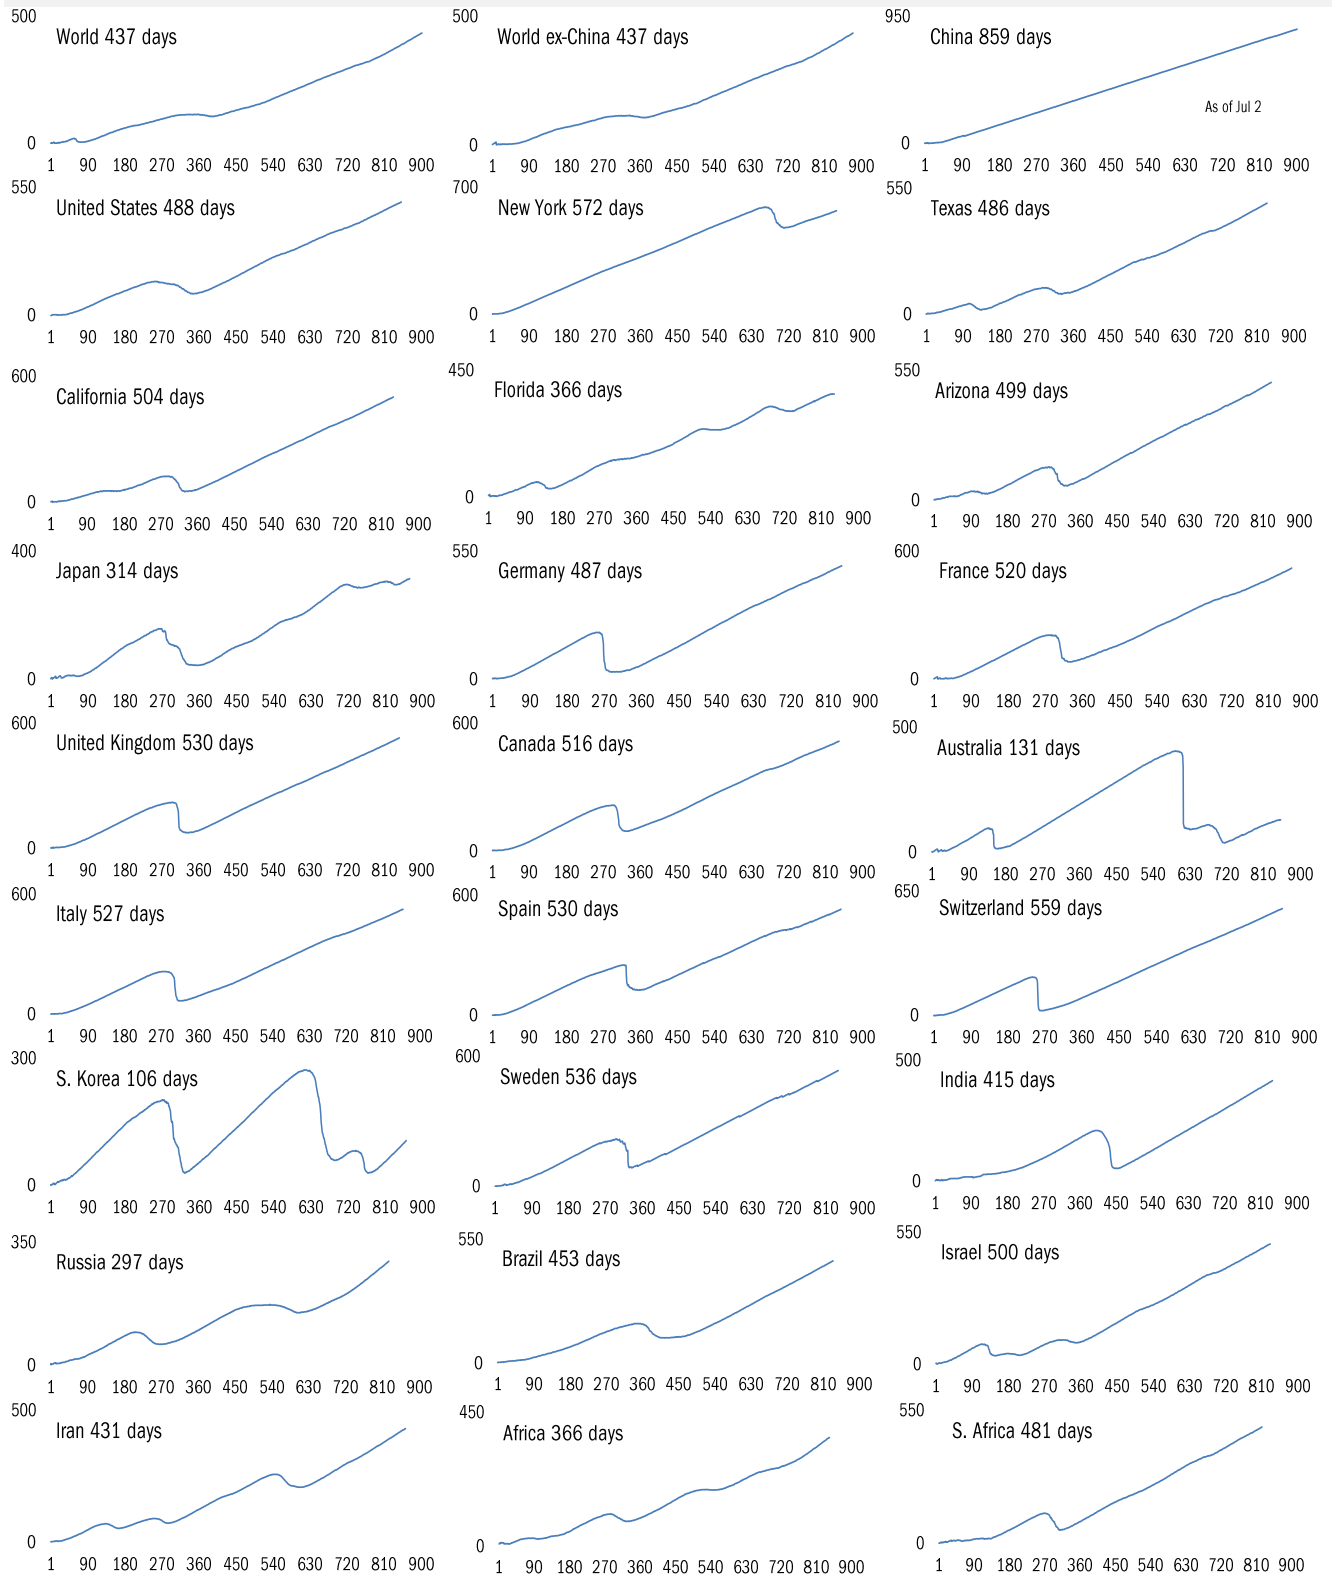 500 500 950
World 437 days World ex-China 437 days China 859 days
As of Jul 2
0 0 0
1 90 180 270 360 450 540 630 720 810 900 1 90 180 270 360 450 540 630 720 810 900 1 90 180 270 360 450 540 630 720 810 900
550 700 550
United States 488 days New York 572 days Texas 486 days
0 0 0
1 90 180 270 360 450 540 630 720 810 900 1 90 180 270 360 450 540 630 720 810 900 1 90 180 270 360 450 540 630 720 810 900
600 450 550
California 504 days Florida 366 days Arizona 499 days
0 0 0
1 90 180 270 360 450 540 630 720 810 900 1 90 180 270 360 450 540 630 720 810 900 1 90 180 270 360 450 540 630 720 810 900
400 550 600
Japan 314 days Germany 487 days France 520 days
0 0 0
1 90 180 270 360 450 540 630 720 810 900 1 90 180 270 360 450 540 630 720 810 900 1 90 180 270 360 450 540 630 720 810 900
600 600 500
United Kingdom 530 days Canada 516 days Australia 131 days
0 0 0
1 90 180 270 360 450 540 630 720 810 900 1 90 180 270 360 450 540 630 720 810 900 1 90 180 270 360 450 540 630 720 810 900
600 600 650
Italy 527 days Spain 530 days Switzerland 559 days
0 0 0
1 90 180 270 360 450 540 630 720 810 900 1 90 180 270 360 450 540 630 720 810 900 1 90 180 270 360 450 540 630 720 810 900
300 600 500
S. Korea 106 days Sweden 536 days India 415 days
0 0 0
1 90 180 270 360 450 540 630 720 810 900 1 90 180 270 360 450 540 630 720 810 900 1 90 180 270 360 450 540 630 720 810 900
350 550 550
Russia 297 days Brazil 453 days Israel 500 days
0 0 0
1 90 180 270 360 450 540 630 720 810 900 1 90 180 270 360 450 540 630 720 810 900 1 90 180 270 360 450 540 630 720 810 900
500 450 550
Iran 431 days Africa 366 days S. Africa 481 days
0 0 0
1 90 180 270 360 450 540 630 720 810 900 1 90 180 270 360 450 540 630 720 810 900 1 90 180 270 360 450 540 630 720 810 900